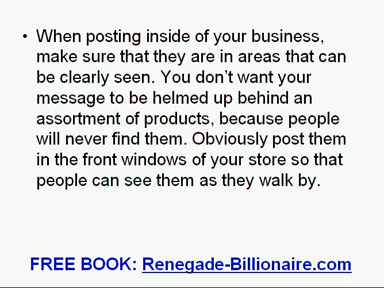 • When posting inside of your business,
make sure that they are in areas that can
be clearly seen. You don't want your
message to be helmed up behind an
assortment of products, because people
will never find them. Obviously post them
in the front windows of your store so that
people can see them as they walk by.
FREE BOOK: Renegade-Billionaire.com